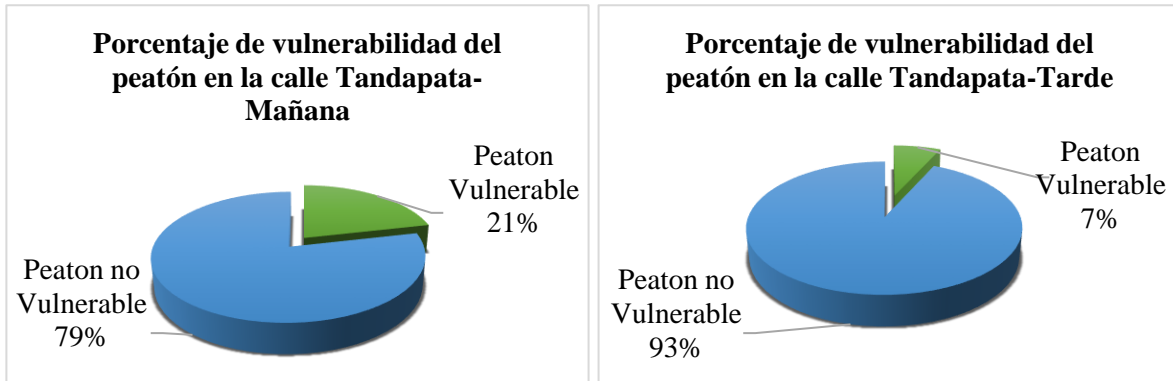 Porcentaje de vulnerabilidad del
peatón en la calle Tandapata-
Mañana
Peaton
Vulnerable
21%
Peaton no
Vulnerable
79%
Porcentaje de vulnerabilidad del
peatón en la calle Tandapata-Tarde
Peaton
Vulnerable
7%
Peaton no
Vulnerable
93%